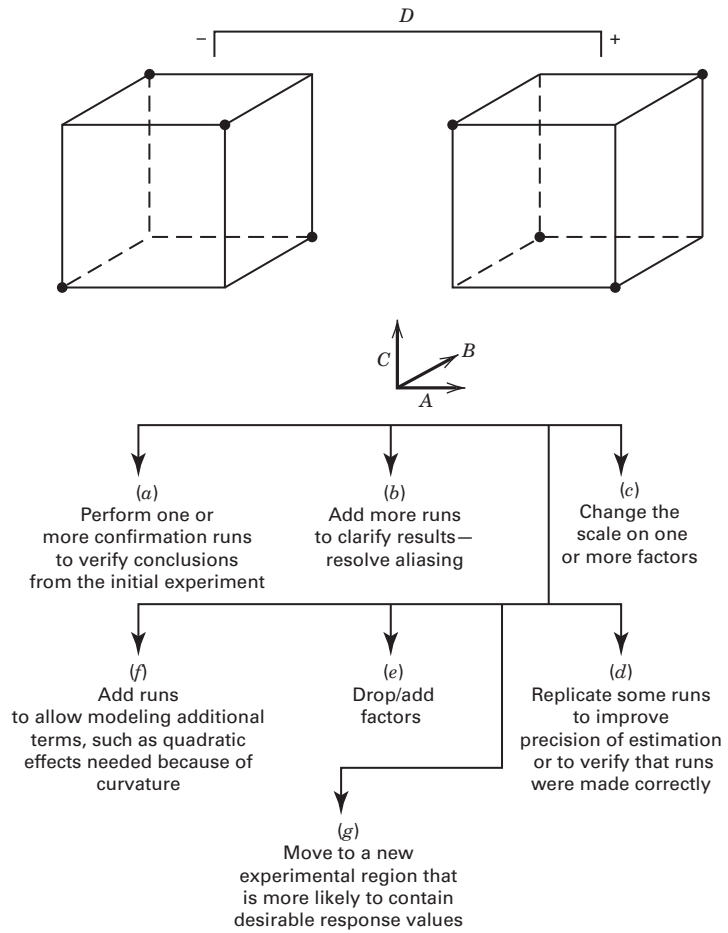 D
− +
C
B
A
(a)
Perform one or
more confirmation runs
to verify conclusions
from the initial experiment
(b)
Add more runs
to clarify results—
resolve aliasing
(c)
Change the
scale on one
or more factors
(f)
Add runs
to allow modeling additional
terms, such as quadratic
effects needed because of
curvature
(e)
Drop/add
factors
(d)
Replicate some runs
to improve
precision of estimation
or to verify that runs
were made correctly
(g)
Move to a new
experimental region that
is more likely to contain
desirable response values